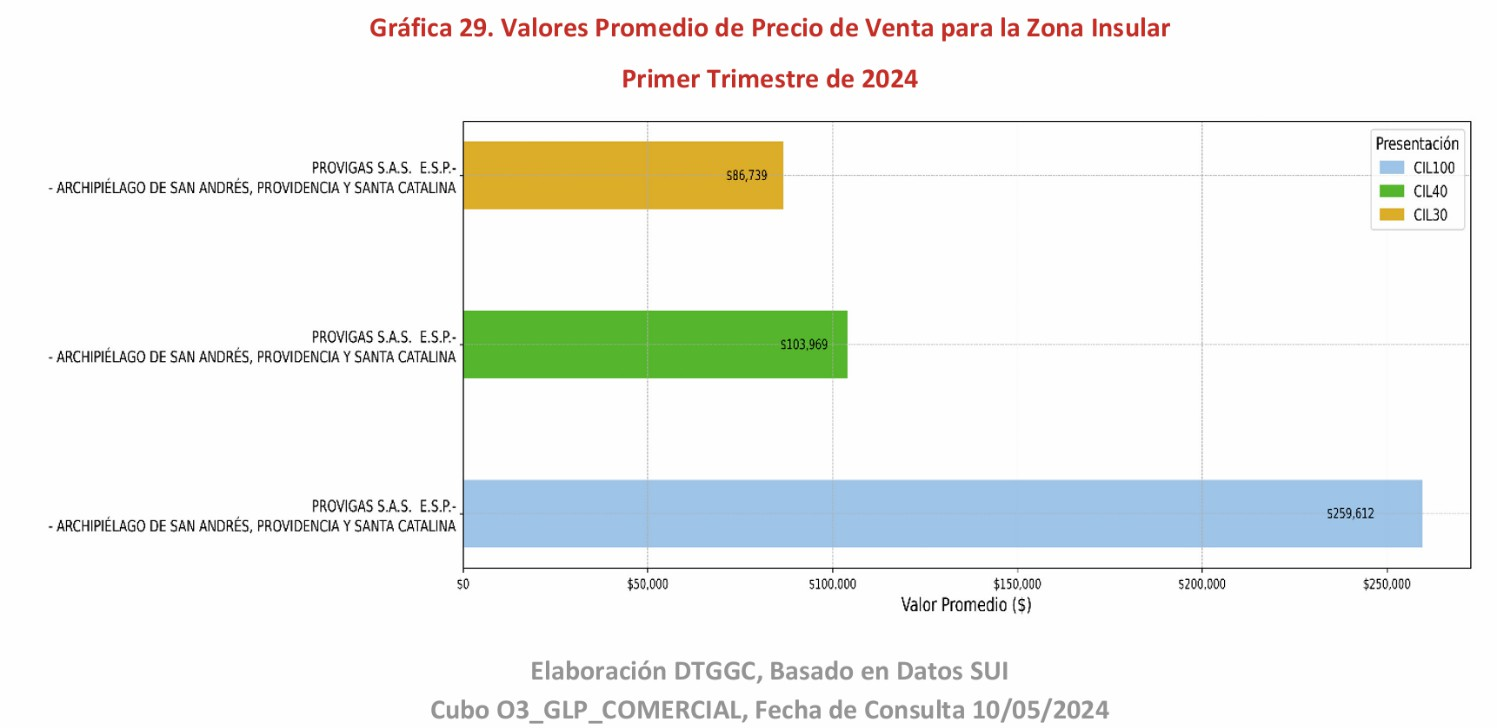 Gráfica 29. Valores Promedio de Precio de Venta para la Zona Insular
Primer Trimestre de 2024
PROVIGAS S.A.S.  E.S.P.-
- ARCHIPIÉLAGO DE SAN ANDRÉS, PROVIDENCIA Y SANTA CATALINA
$86,739
Presentación
CIL100
CIL40
CIL30
PROVIGAS S.A.S.  E.S.P.-
- ARCHIPIÉLAGO DE SAN ANDRÉS, PROVIDENCIA Y SANTA CATALINA
$103,969
PROVIGAS S.A.S.  E.S.P.-
- ARCHIPIÉLAGO DE SAN ANDRÉS, PROVIDENCIA Y SANTA CATALINA
$259,612
$0 $50,000 $100,000 $150,000 $200,000 $250,000
Valor Promedio ($)
Elaboración DTGGC, Basado en Datos SUI
Cubo O3_GLP_COMERCIAL, Fecha de Consulta 10/05/2024